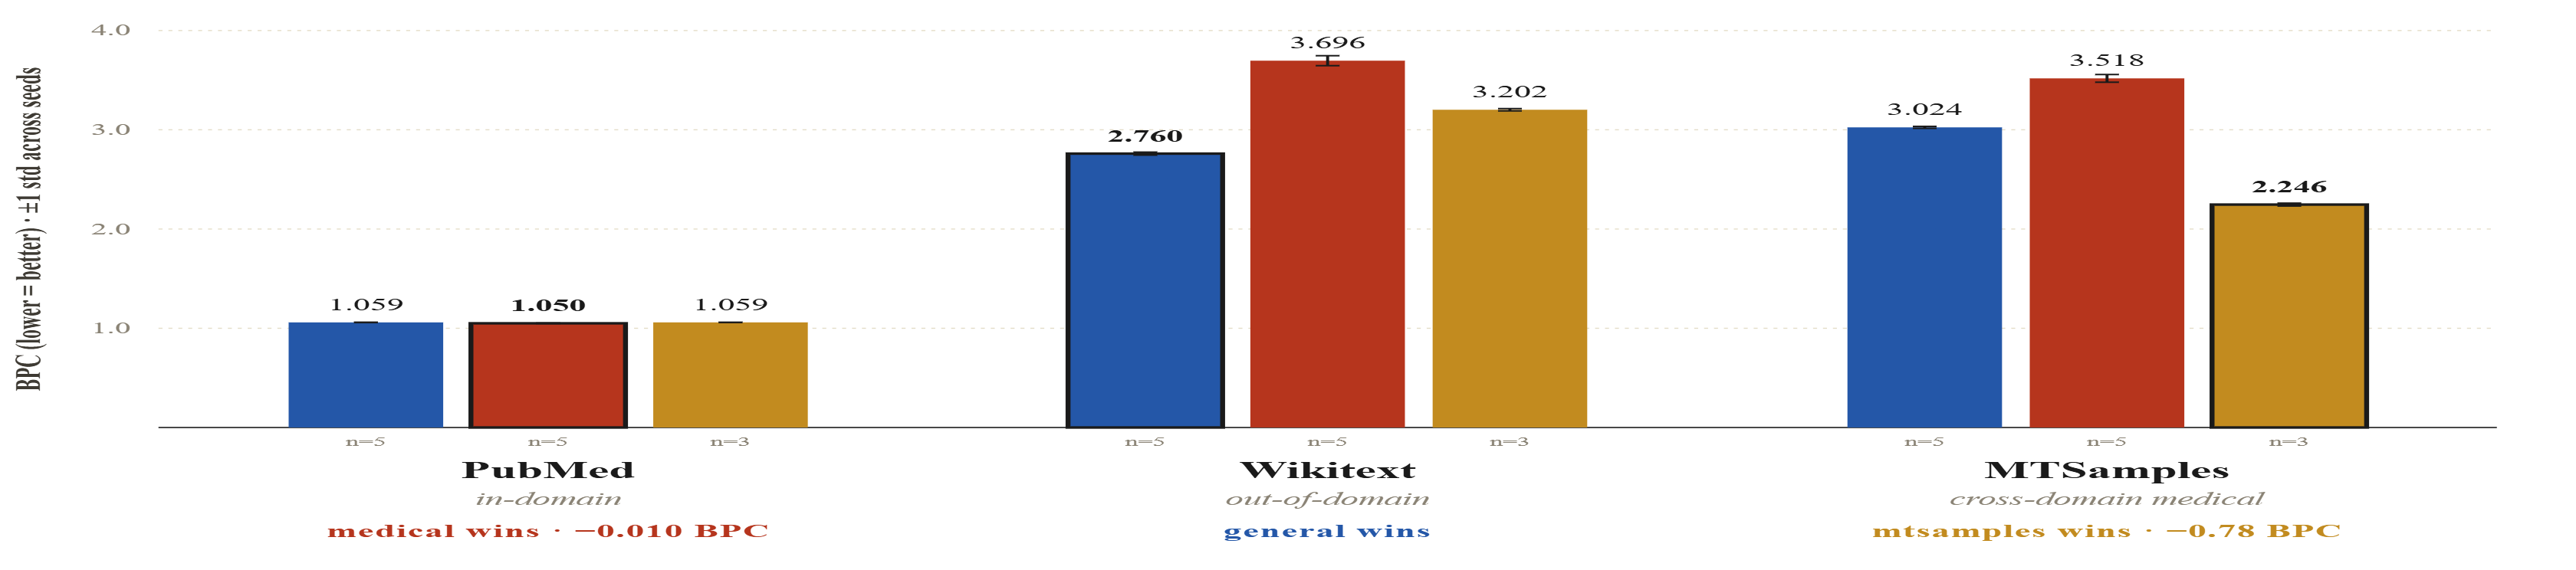 BPC (lower = better) · ±1 std across seeds
4.0
3.0
2.0
1.0
1.059
1.050
1.059
2.760
3.696
3.202
3.024
3.518
2.246
n=5
n=5
n=3
n=5
n=5
n=3
n=5
n=5
n=3
PubMed
in-domain
medical wins · −0.010 BPC
Wikitext
out-of-domain
general wins
MTSamples
cross-domain medical
mtsamples wins · −0.78 BPC